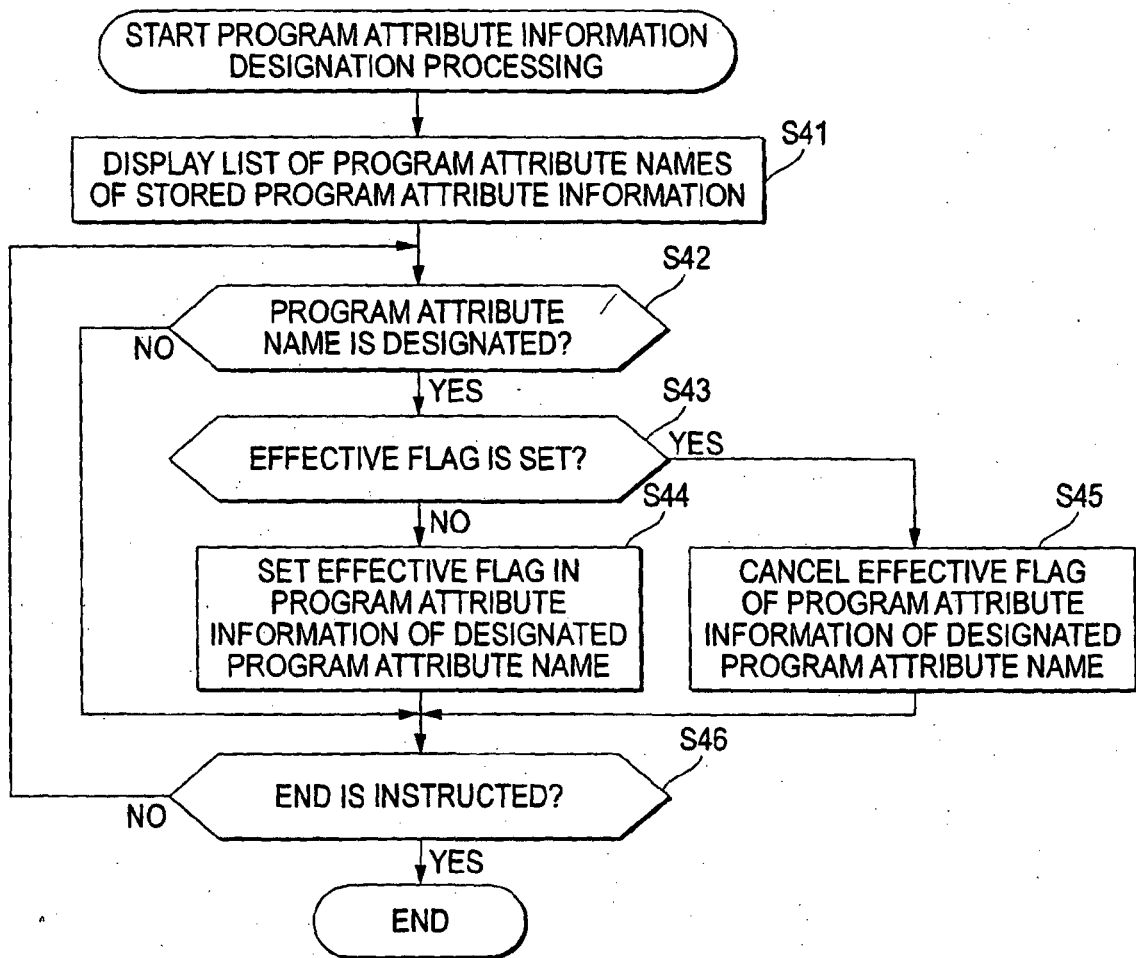 START PROGRAM ATTRIBUTE INFORMATION
DESIGNATION PROCESSING
S41
DISPLAY LIST OF PROGRAM ATTRIBUTE NAMES
OF STORED PROGRAM ATTRIBUTE INFORMATION
S42
PROGRAM ATTRIBUTE
NAME IS DESIGNATED?
NO
YES
S43
EFFECTIVE FLAG IS SET?
YES
NO
S44
SET EFFECTIVE FLAG IN
PROGRAM ATTRIBUTE
INFORMATION OF DESIGNATED
PROGRAM ATTRIBUTE NAME
S45
CANCEL EFFECTIVE FLAG
OF PROGRAM ATTRIBUTE
INFORMATION OF DESIGNATED
PROGRAM ATTRIBUTE NAME
S46
END IS INSTRUCTED?
NO
YES
END